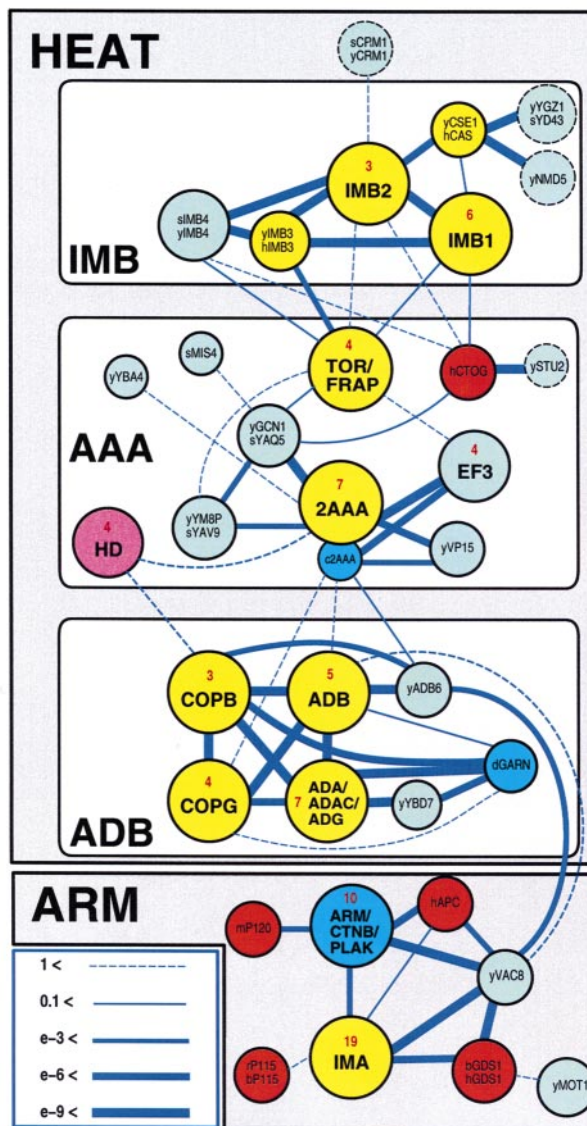 HEAT
sCRM1
yCRM1
yCSE1
hCAS
yYGZ1
sYD43
yNMD5
3
IMB2
6
IMB1
sIMB4
yIMB4
yIMB3
hIMB3
IMB
4
TOR/
FRAP
hCTOG
ySTU2
sMIS4
yYBA4
yGCN1
sYAQ5
AAA
4
EF3
7
2AAA
yYM8P
sYAV9
4
HD
c2AAA
yVP15
3
COPB
5
ADB
yADB6
dGARN
4
COPG
7
ADA/
ADAC/
ADG
yYBD7
ADB
ARM
10
ARM/
CTNB/
PLAK
hAPC
mP120
yVAC8
19
IMA
rP115
bP115
bGDS1
hGDS1
yMOT1
1 <
0.1 <
e−3 <
e−6 <
e−9 <